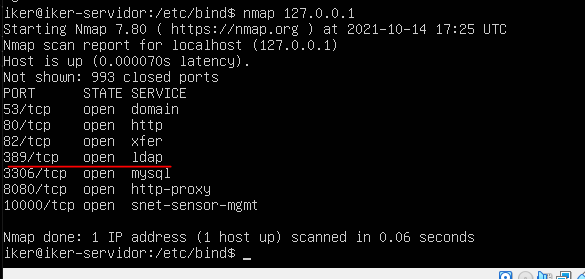 iker@iker-servidor:/etc/bind$ nmap 127.0.0.1
Starting Nmap 7.80 ( https://nmap.org ) at 2021-10-14 17:25 UTC
Nmap scan report for localhost (127.0.0.1)
Host is up (0.000070s latency).
Not shown: 993 closed ports
PORT      STATE SERVICE
53/tcp    open  domain
80/tcp    open  http
82/tcp    open  xfer
389/tcp   open  ldap
3306/tcp  open  mysql
8080/tcp  open  http-proxy
10000/tcp open  snet-sensor-mgmt
Nmap done: 1 IP address (1 host up) scanned in 0.06 seconds
iker@iker-servidor:/etc/bind$ _